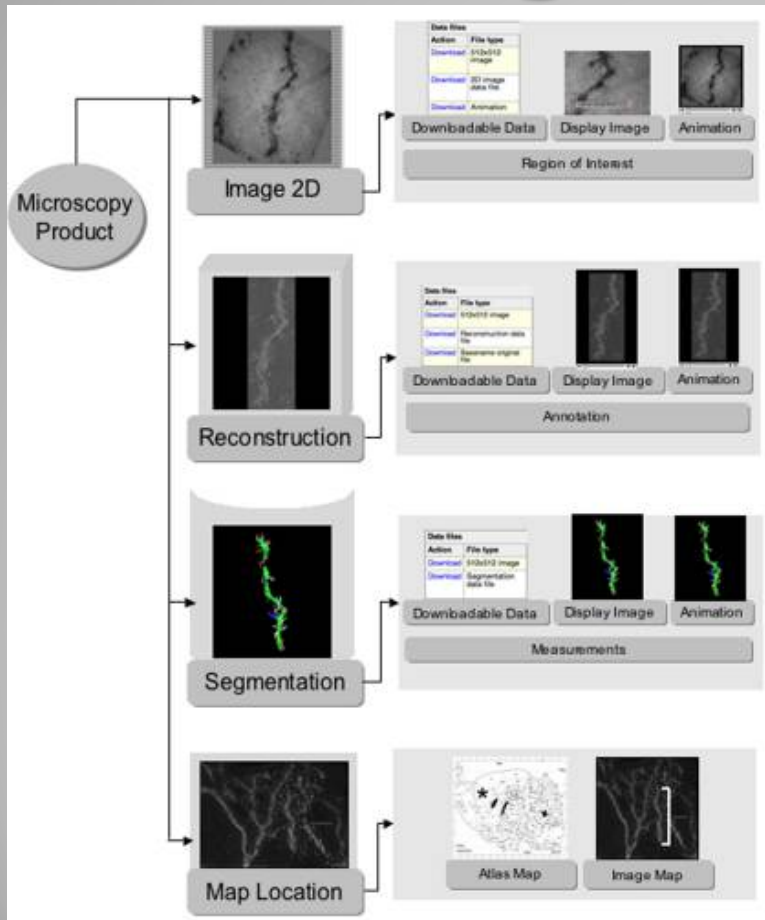 Microscopy
Product
Image 2D
Data files
Action File type
Download 512x512 image
Download 2D image data file
Download Animation
Downloadable Data
Display Image
Animation
Region of Interest
Reconstruction
Data files
Action File type
Download 512x512 image
Download Reconstruction data file
Download Basename original file
Downloadable Data
Display Image
Animation
Annotation
Segmentation
Data files
Action File type
Download 512x512 image
Download Segmentation data file
Downloadable Data
Display Image
Animation
Measurements
Map Location
Atlas Map
Image Map